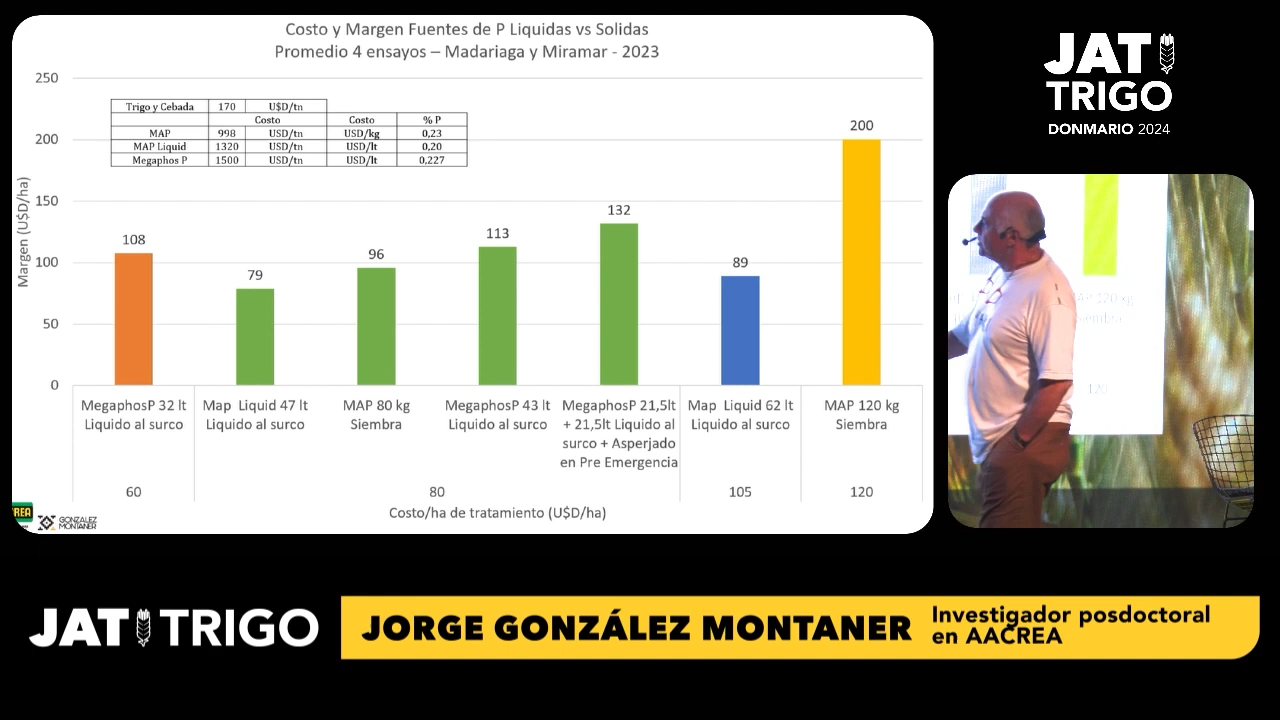 Costo y Margen Fuentes de P Liquidas vs Solidas
Promedio 4 ensayos – Madariaga y Miramar - 2023
Margen (U$D/ha)
250
200
150
100
50
0
Trigo y Cebada 170 U$D/tn
Costo Costo % P
MAP 998 USD/tn USD/kg 0,23
MAP Liquid 1320 USD/tn USD/lt 0,20
Megaphos P 1500 USD/tn USD/lt 0,227
108
79
96
113
132
89
200
MegaphosP 32 lt
Liquido al surco
Map Liquid 47 lt
Liquido al surco
MAP 80 kg
Siembra
MegaphosP 43 lt
Liquido al surco
MegaphosP 21,5lt
+ 21,5lt Liquido al
surco + Asperjado
en Pre Emergencia
Map Liquid 62 lt
Liquido al surco
MAP 120 kg
Siembra
60
80
105
120
Costo/ha de tratamiento (U$D/ha)
REA
GONZALEZ
MONTANER
JAT
TRIGO
DONMARIO 2024
AP 120 kg
120
JAT TRIGO
JORGE GONZÁLEZ MONTANER
Investigador posdoctoral
en AACREA